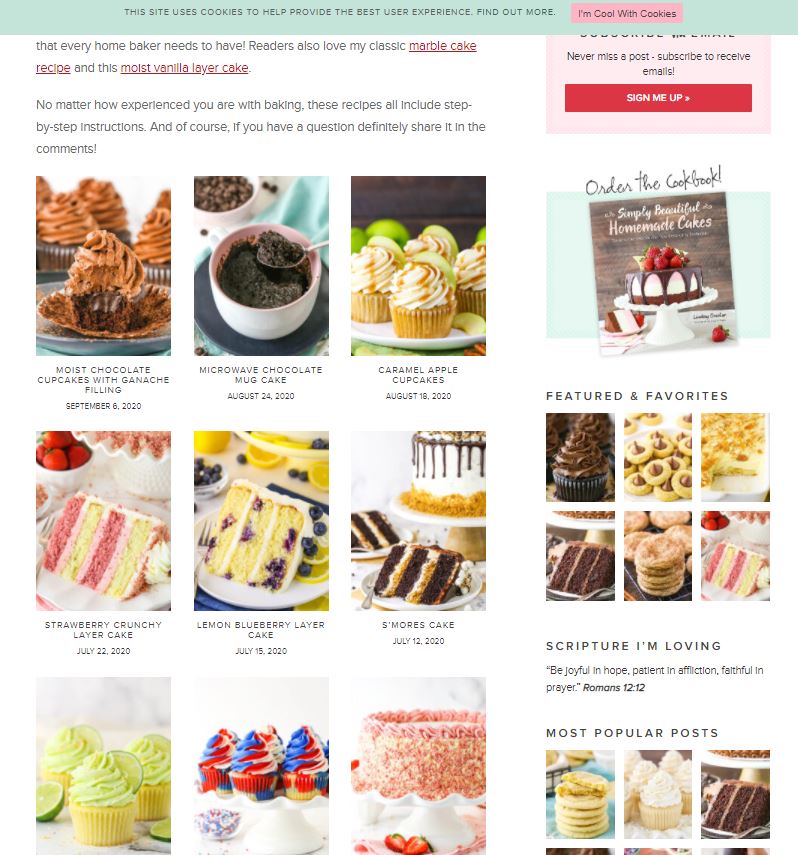 THIS SITE USES COOKIES TO HELP PROVIDE THE BEST USER EXPERIENCE. FIND OUT MORE.
I'm Cool With Cookies
that every home baker needs to have! Readers also love my classic marble cake
recipe and this moist vanilla layer cake.
No matter how experienced you are with baking, these recipes all include step-
by-step instructions. And of course, if you have a question definitely share it in the
comments!
MOIST CHOCOLATE
CUPCAKES WITH GANACHE
FILLING
SEPTEMBER 6, 2020
MICROWAVE CHOCOLATE
MUG CAKE
AUGUST 24, 2020
CARAMEL APPLE
CUPCAKES
AUGUST 18, 2020
STRAWBERRY CRUNCHY
LAYER CAKE
JULY 22, 2020
LEMON BLUEBERRY LAYER
CAKE
JULY 15, 2020
S'MORES CAKE
JULY 12, 2020
SUBSCRIBE VIA EMAIL
Never miss a post - subscribe to receive
emails!
SIGN ME UP »
Order the Cookbook!
Simply Beautiful
Homemade Cakes
FEATURED & FAVORITES
SCRIPTURE I'M LOVING
“Be joyful in hope, patient in affliction, faithful in
prayer.” Romans 12:12
MOST POPULAR POSTS